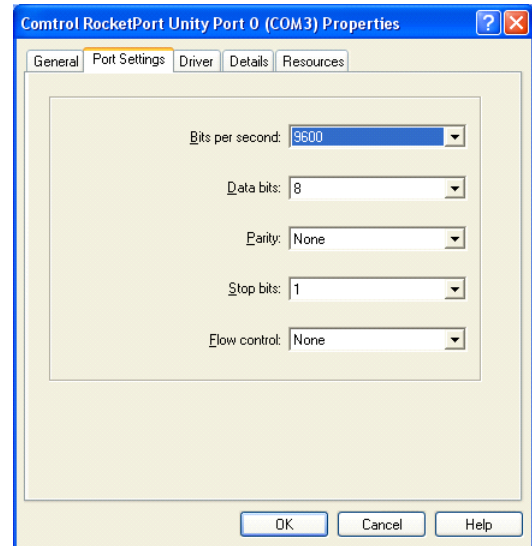 Comtrol RocketPort Unity Port 0 (COM3) Properties
General Port Settings Driver Details Resources
Bits per second: 9600
Data bits: 8
Parity: None
Stop bits: 1
Flow control: None
OK Cancel Help